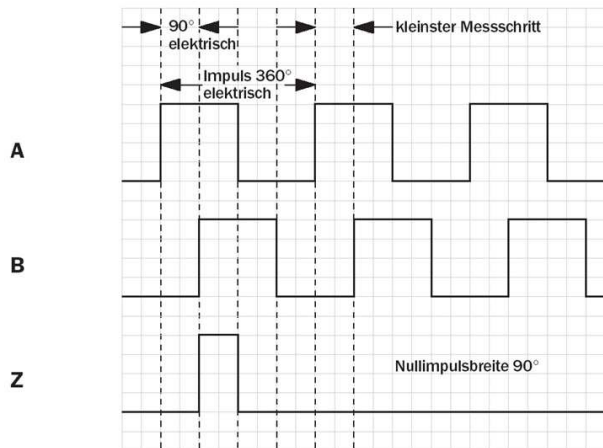 90°
elektrisch
kleinster Messschritt
Impuls 360°
elektrisch
A
B
Z
Nullimpulsbreite 90°